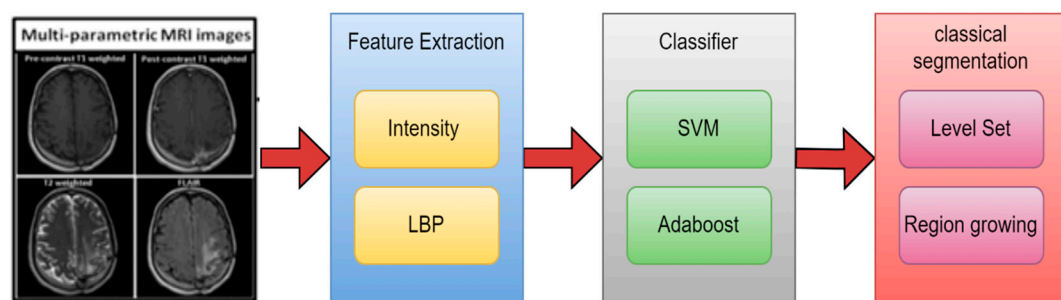 Multi-parametric MRI images
Pre-contrast T1 weighted
Post-contrast T1 weighted
T2 weighted
FLAIR
Feature Extraction
Intensity
LBP
Classifier
SVM
Adaboost
classical
segmentation
Level Set
Region growing